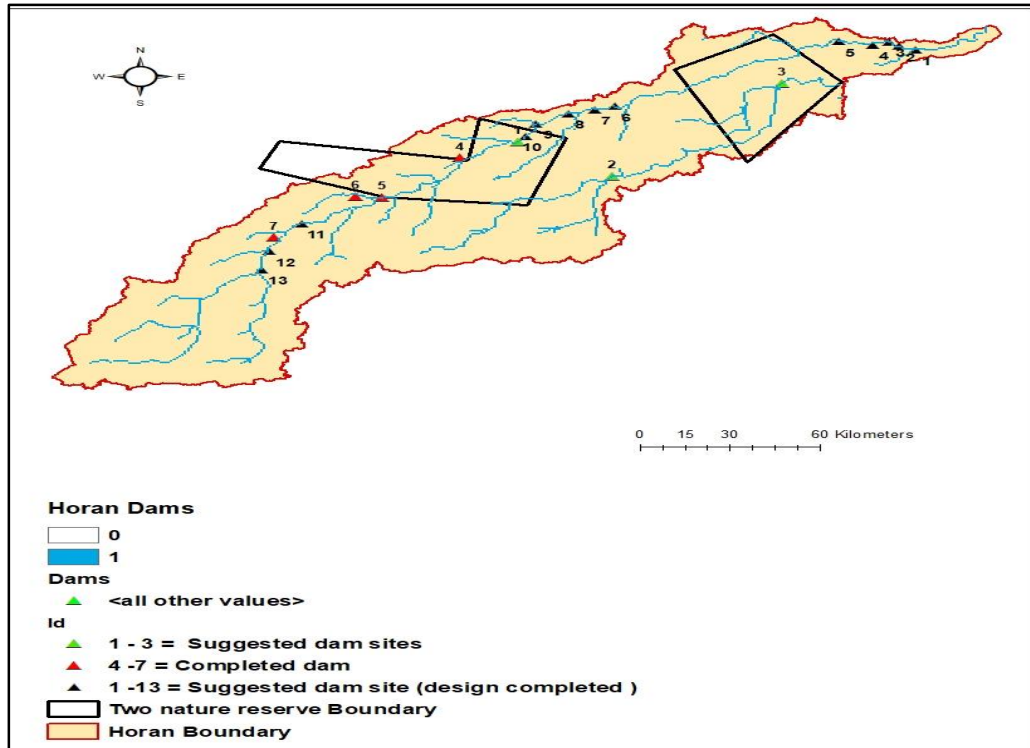 N
W E
S
5 4 3 2 1
3
6
7
8
9
1
10
4
2
6 5
11
7
12
13
0 15 30 60 Kilometers
Horan Dams
0
1
Dams
<all other values>
Id
1 - 3 = Suggested dam sites
4 -7 = Completed dam
1 -13 = Suggested dam site (design completed )
Two nature reserve Boundary
Horan Boundary